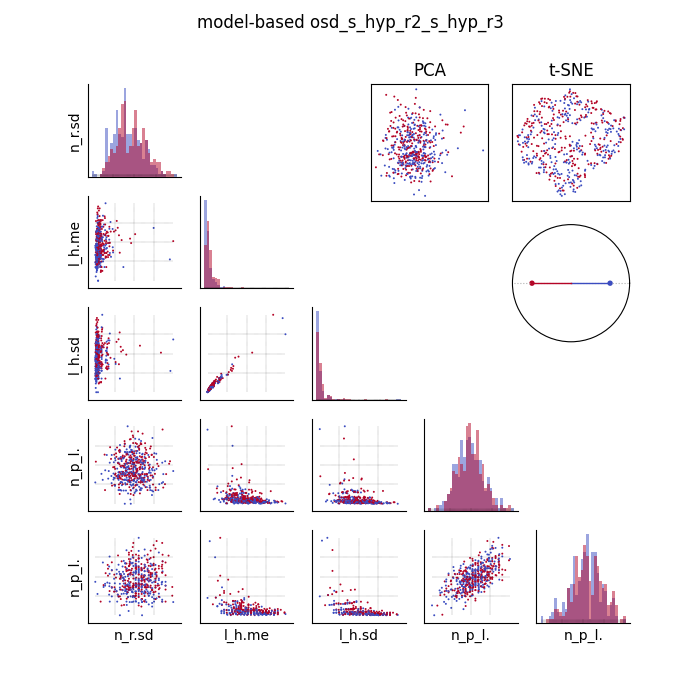 model-based osd_s_hyp_r2_s_hyp_r3
PCA
t-SNE
n_r.sd
l_h.me
l_h.sd
n_p_l.
n_p_l.
n_r.sd
l_h.me
l_h.sd
n_p_l.
n_p_l.